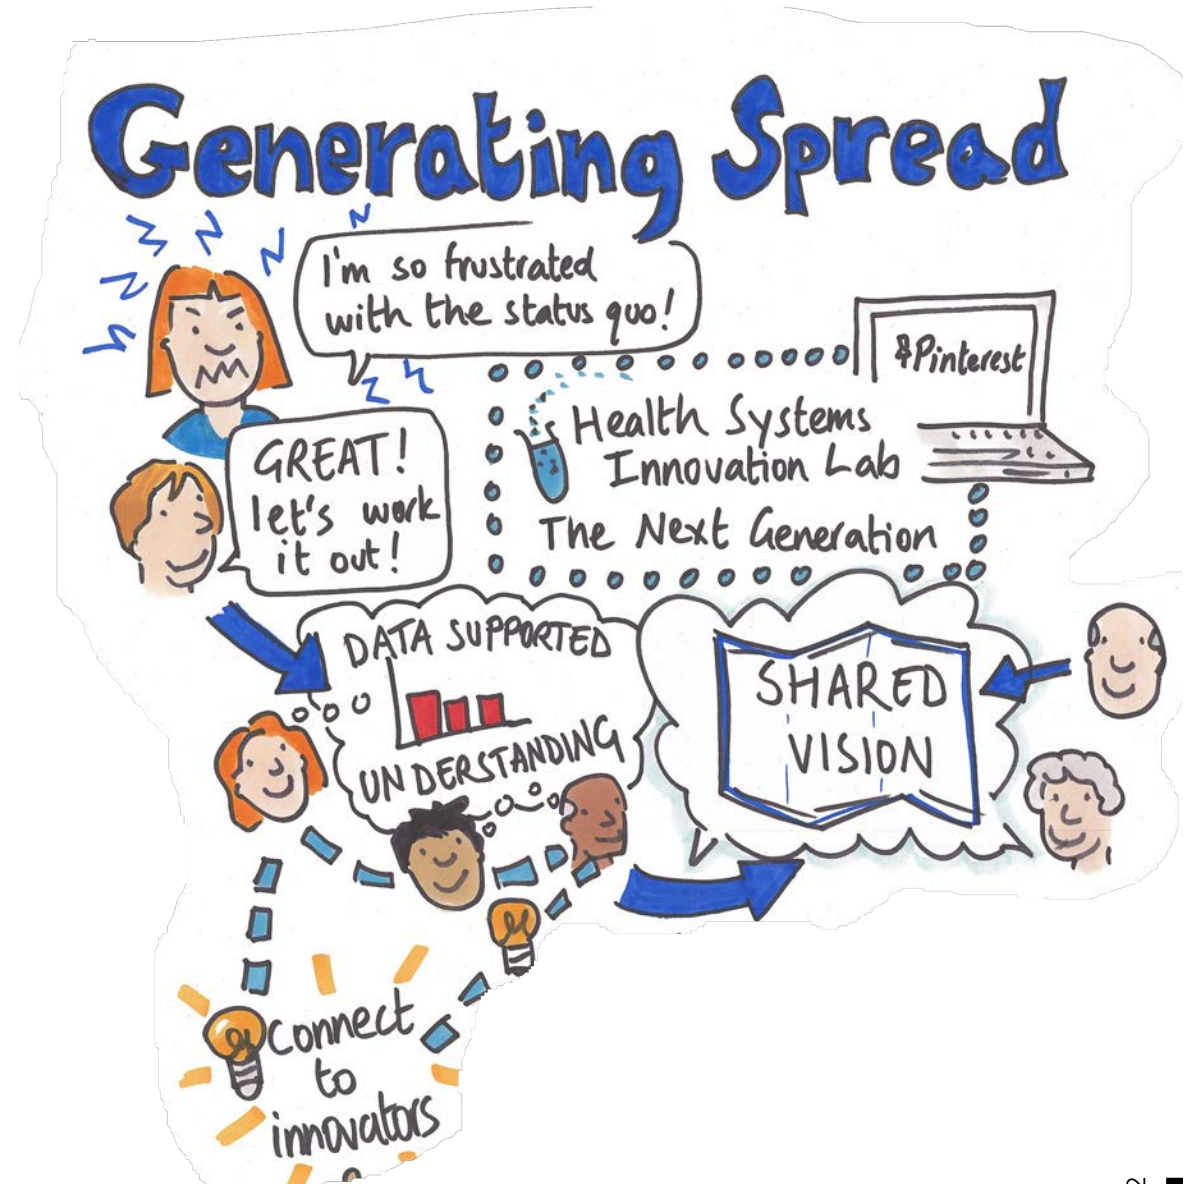 Generating Spread
I'm so frustrated
with the status quo!
GREAT!
let's work
it out!
Pinterest
Health Systems
Innovation Lab
The Next Generation
DATA SUPPORTED
UNDERSTANDING
SHARED
VISION
Connect
to
innovators